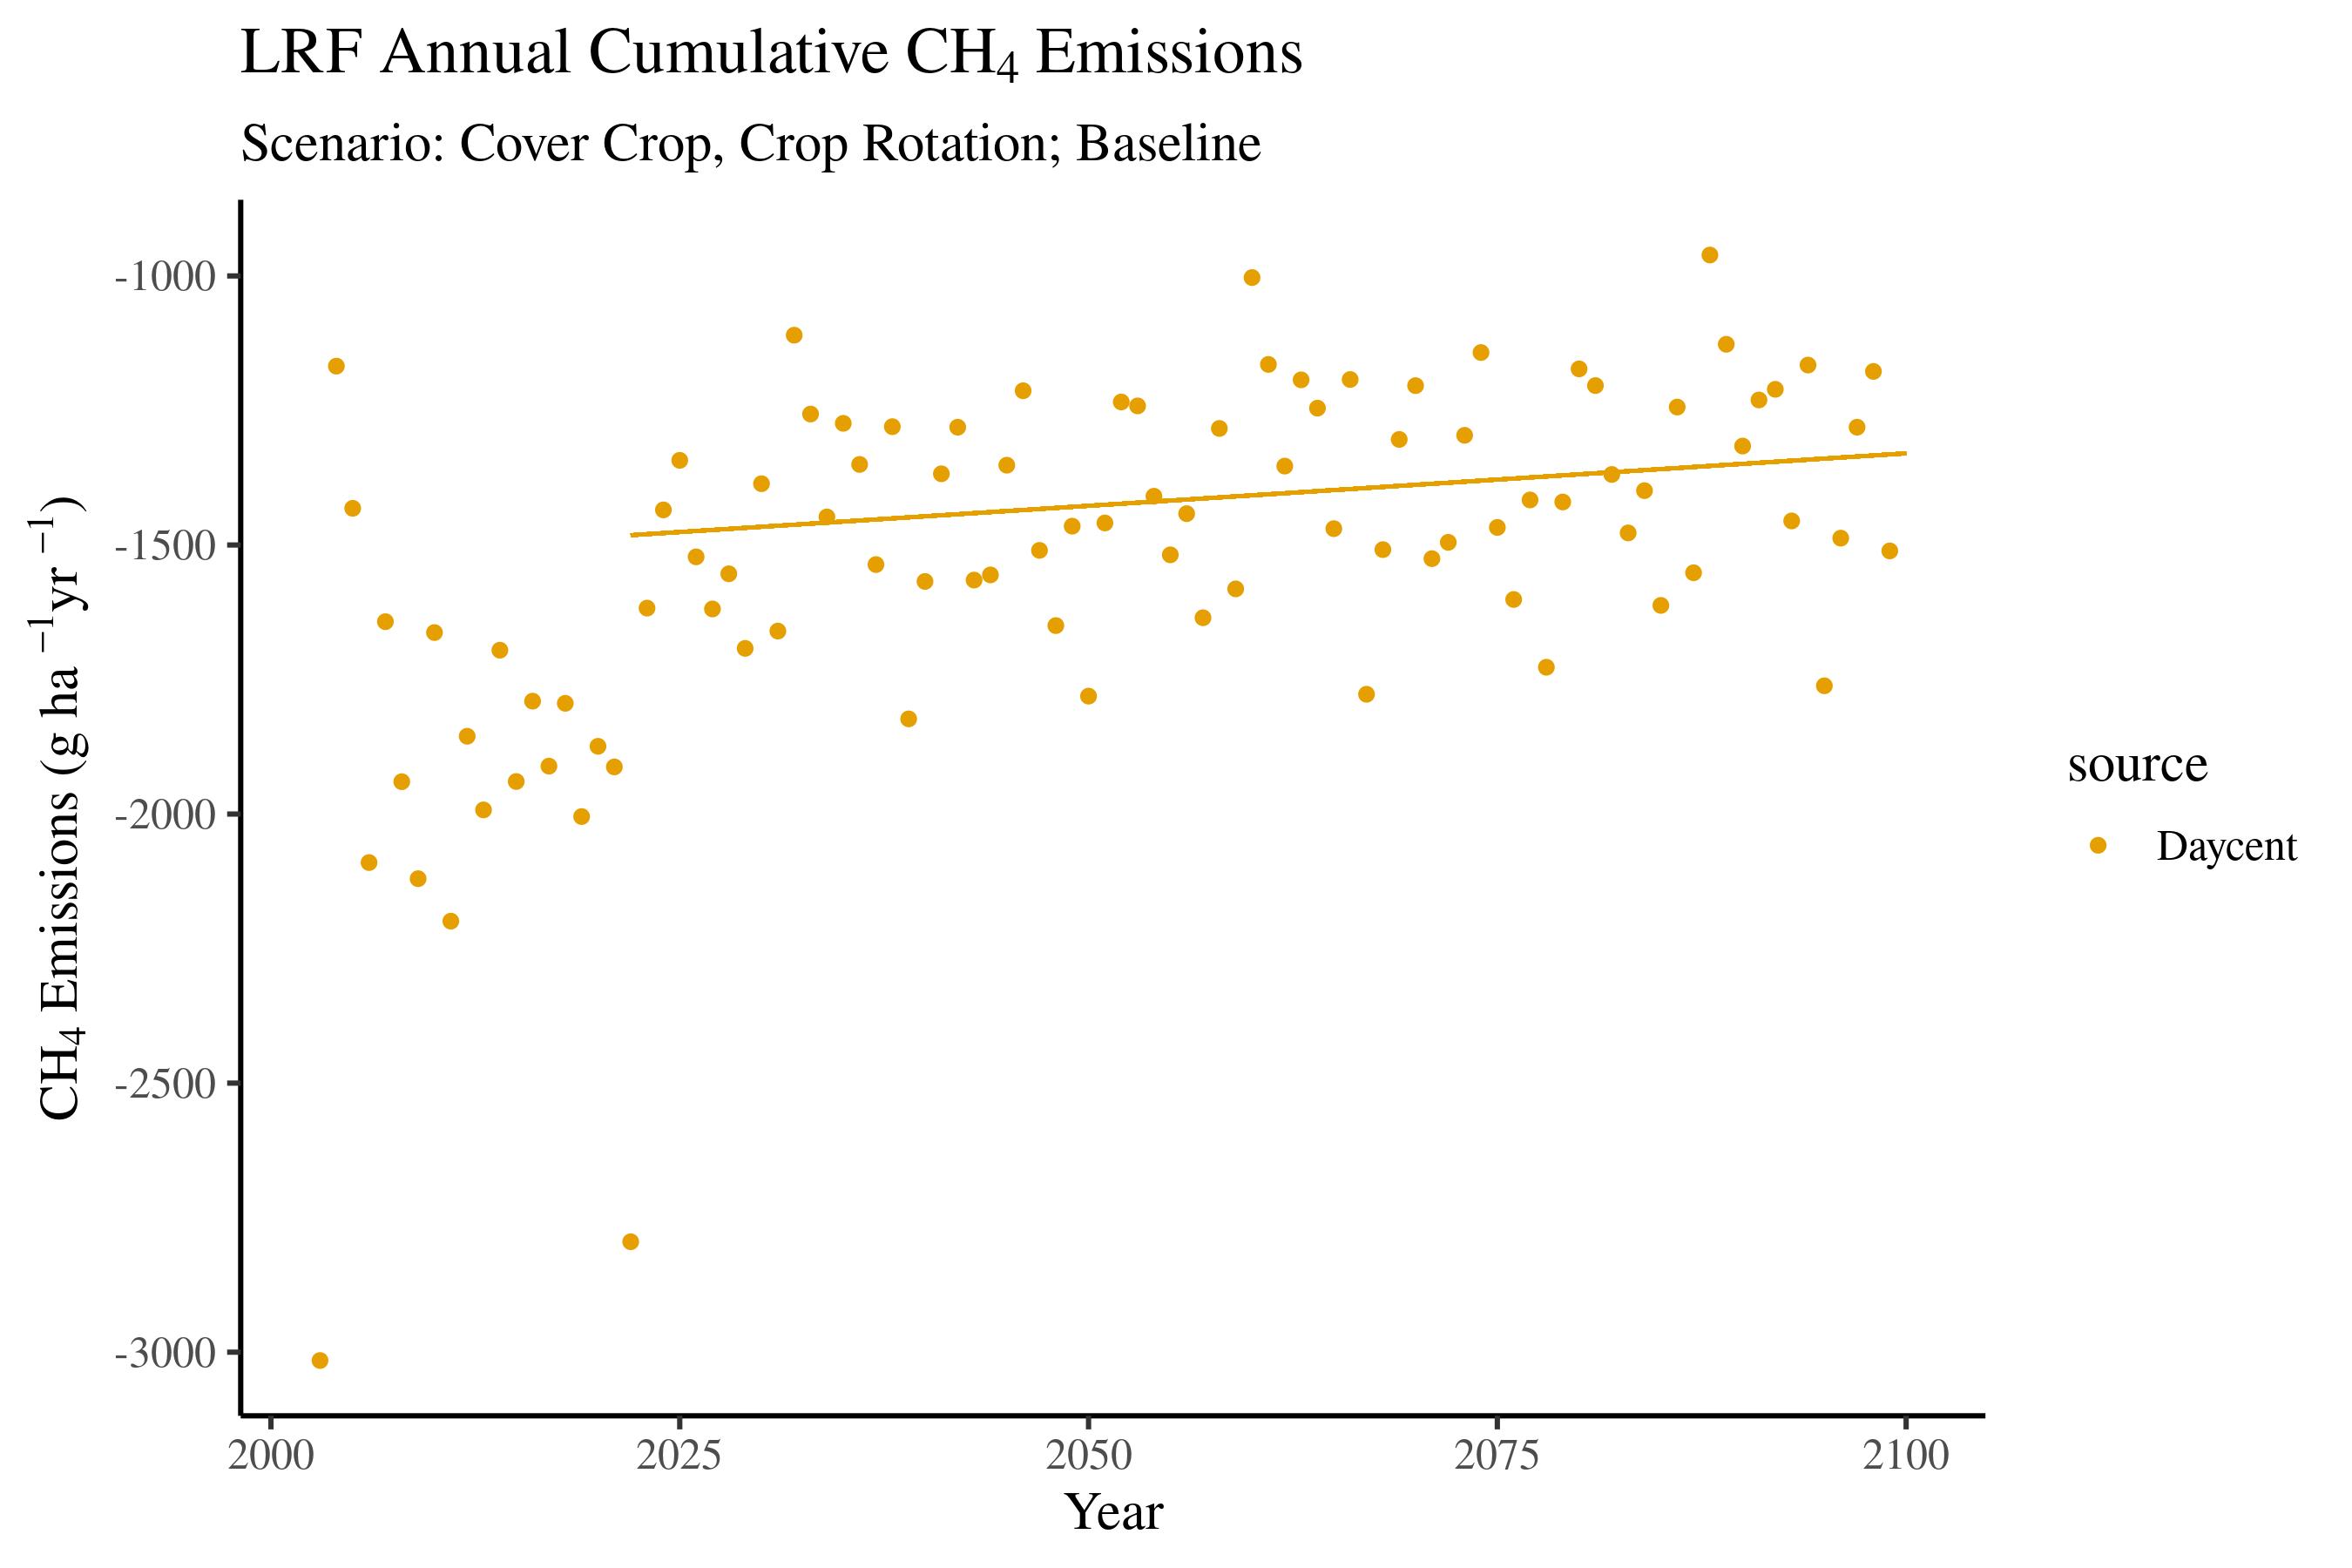 LRF Annual Cumulative CH₄ Emissions
Scenario: Cover Crop, Crop Rotation; Baseline
CH₄ Emissions (g ha ⁻¹yr ⁻¹)
-1000
-1500
-2000
-2500
-3000
2000 2025 2050 2075 2100
Year
source
Daycent